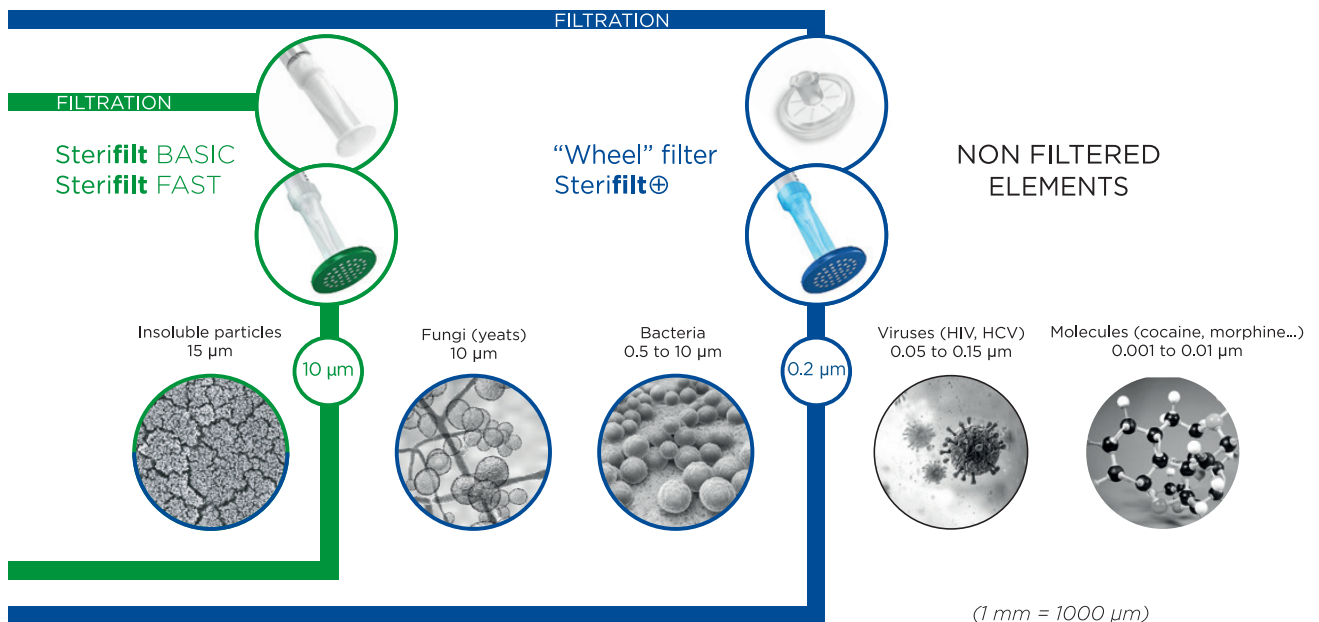 FILTRATION
FILTRATION
Sterifilt BASIC
Sterifilt FAST
“Wheel” filter
Sterifilt⊕
NON FILTERED
ELEMENTS
Insoluble particles
15 µm
10 µm
Fungi (yeats)
10 µm
Bacteria
0.5 to 10 µm
0.2 µm
Viruses (HIV, HCV)
0.05 to 0.15 µm
Molecules (cocaine, morphine...)
0.001 to 0.01 µm
(1 mm = 1000 µm)